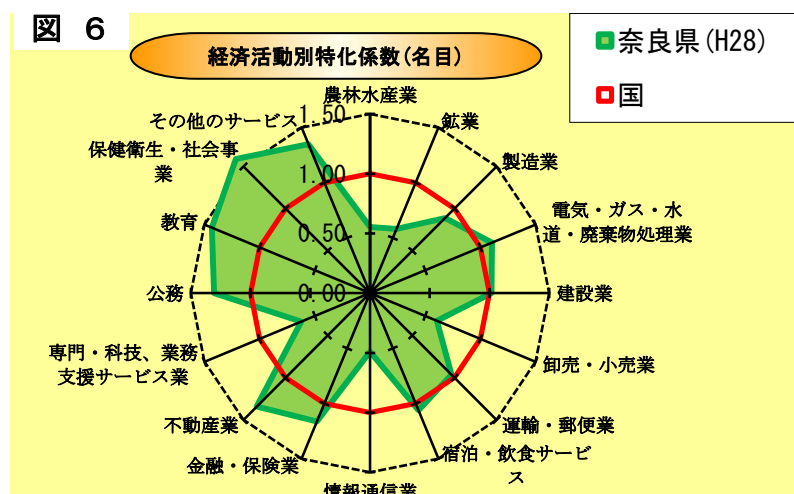 図 6
経済活動別特化係数(名目)
奈良県(H28)
国
農林水産業
鉱業
製造業
電気・ガス・水
道・廃棄物処理業
建設業
卸売・小売業
運輸・郵便業
宿泊・飲食サービ
ス
情報通信業
金融・保険業
不動産業
専門・科技、業務
支援サービス業
公務
教育
保健衛生・社会事
業
その他のサービス
1.50
1.00
0.50
0.00